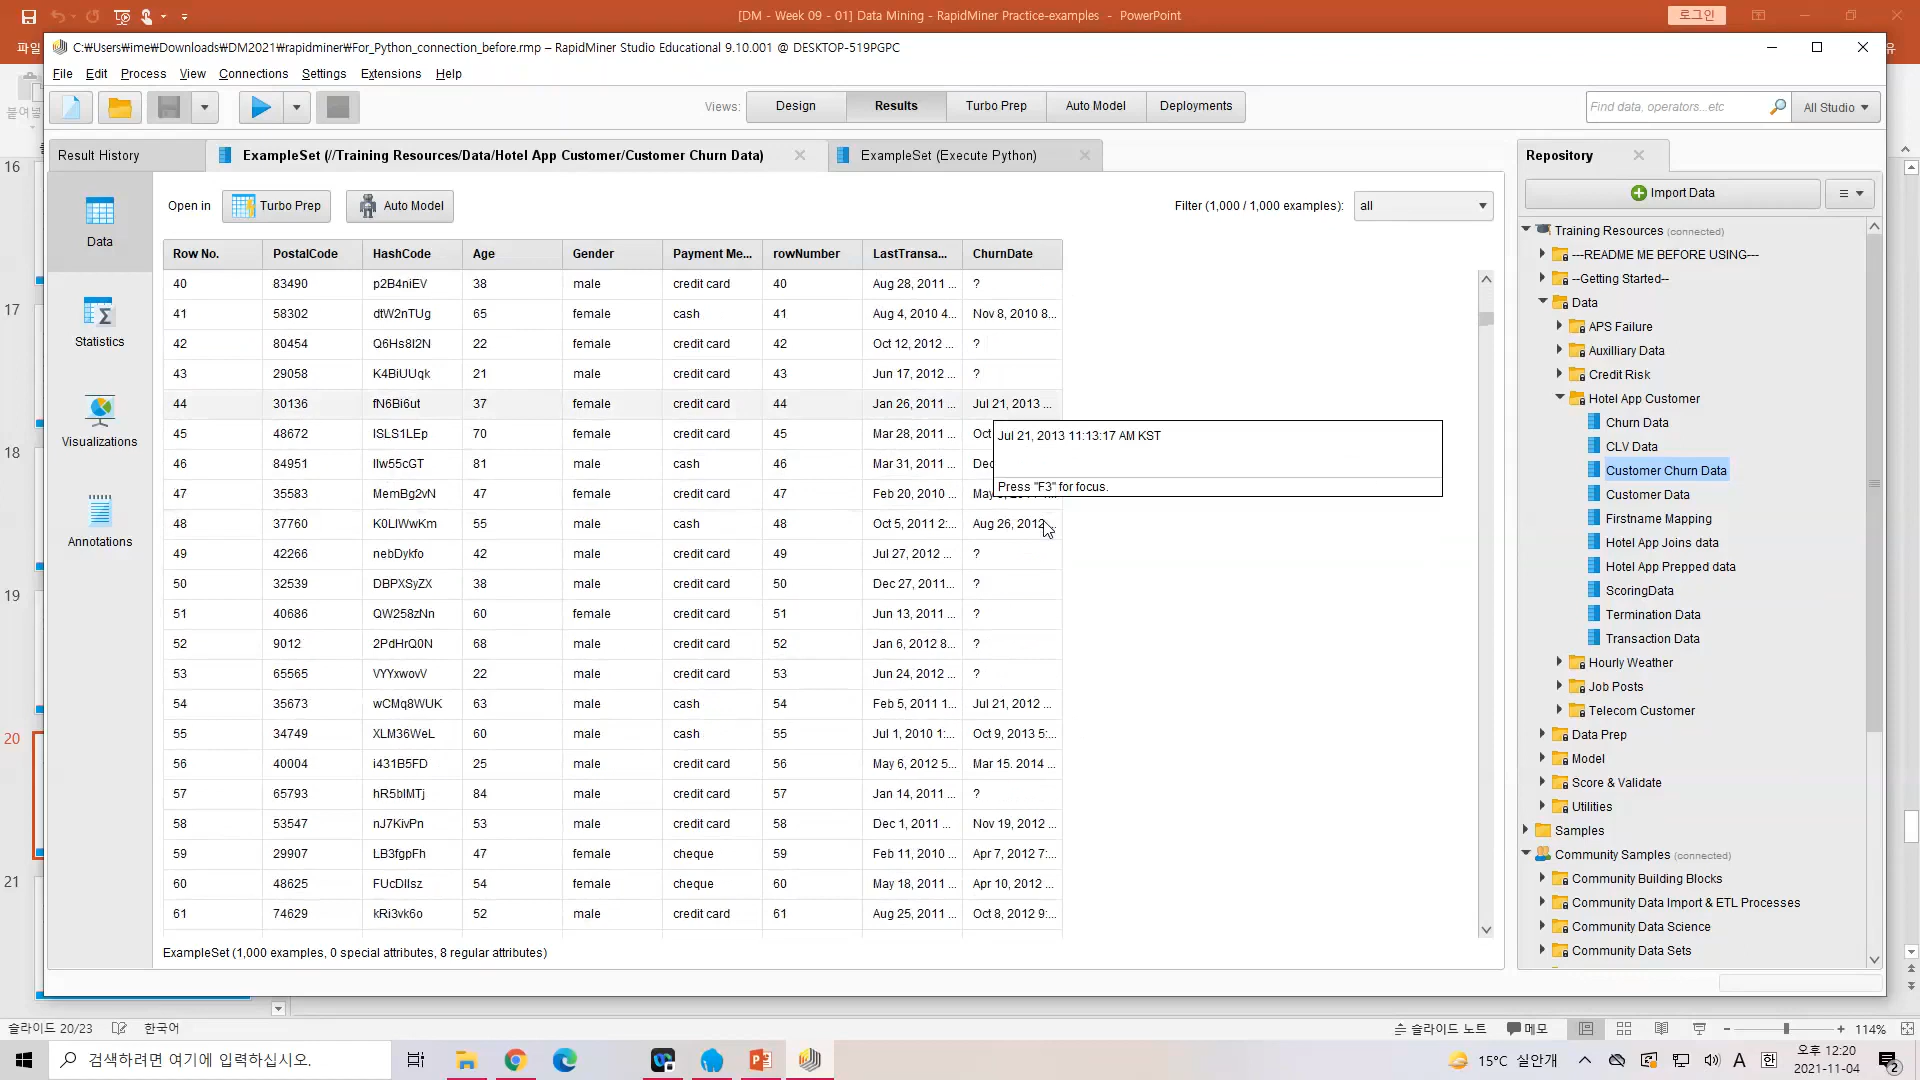 [DM - Week 09 - 01] Data Mining - RapidMiner Practice-examples - PowerPoint
로그인
파일
C:₩Users₩ime₩Downloads₩DM2021₩rapidminer₩For_Python_connection_before.rmp – RapidMiner Studio Educational 9.10.001 @ DESKTOP-519PGPC
File Edit Process View Connections Settings Extensions Help
Views: Design Results Turbo Prep Auto Model Deployments
Find data, operators...etc
All Studio
Result History
ExampleSet (//Training Resources/Data/Hotel App Customer/Customer Churn Data)
ExampleSet (Execute Python)
Repository
Open in Turbo Prep Auto Model
Filter (1,000 / 1,000 examples): all
Import Data
Data
Statistics
Visualizations
Annotations
Row No. PostalCode HashCode Age Gender Payment Me... rowNumber LastTransa... ChurnDate
40 83490 p2B4niEV 38 male credit card 40 Aug 28, 2011 ... ?
41 58302 dtW2nTUg 65 female cash 41 Aug 4, 2010 4... Nov 8, 2010 8...
42 80454 Q6Hs8I2N 22 female credit card 42 Oct 12, 2012 ... ?
43 29058 K4BiUUqk 21 male credit card 43 Jun 17, 2012 ... ?
44 30136 fN6Bi6ut 37 female credit card 44 Jan 26, 2011 ... Jul 21, 2013 ...
45 48672 ISLS1LEp 70 female credit card 45 Mar 28, 2011 ... Oct
46 84951 IIw55cGT 81 male cash 46 Mar 31, 2011 ... Dec
47 35583 MemBg2vN 47 female credit card 47 Feb 20, 2010 ... May
48 37760 K0LIWwKm 55 male cash 48 Oct 5, 2011 2:... Aug 26, 2012 ...
49 42266 nebDykfo 42 male credit card 49 Jul 27, 2012 ... ?
50 32539 DBPXSyZX 38 male credit card 50 Dec 27, 2011... ?
51 40686 QW258zNn 60 female credit card 51 Jun 13, 2011 ... ?
52 9012 2PdHrQ0N 68 male credit card 52 Jan 6, 2012 8... ?
53 65565 VYYxwovV 22 male credit card 53 Jun 24, 2012 ... ?
54 35673 wCMq8WUK 63 male cash 54 Feb 5, 2011 1... Jul 21, 2012 ...
55 34749 XLM36WeL 60 male cash 55 Jul 1, 2010 1:... Oct 9, 2013 5:...
56 40004 i431B5FD 25 male credit card 56 May 6, 2012 5... Mar 15, 2014 ...
57 65793 hR5bIMTj 84 male credit card 57 Jan 14, 2011 ... ?
58 53547 nJ7KivPn 53 male credit card 58 Dec 1, 2011 ... Nov 19, 2012 ...
59 29907 LB3fgpFh 47 female cheque 59 Feb 11, 2010 ... Apr 7, 2012 7:...
60 48625 FUcDIlsz 54 female cheque 60 May 18, 2011 ... Apr 10, 2012 ...
61 74629 kRi3vk6o 52 male credit card 61 Aug 25, 2011 ... Oct 8, 2012 9:...
Jul 21, 2013 11:13:17 AM KST
Press "F3" for focus.
ExampleSet (1,000 examples, 0 special attributes, 8 regular attributes)
Training Resources (connected)
---README ME BEFORE USING---
--Getting Started--
Data
APS Failure
Auxilliary Data
Credit Risk
Hotel App Customer
Churn Data
CLV Data
Customer Churn Data
Customer Data
Firstname Mapping
Hotel App Joins data
Hotel App Prepped data
ScoringData
Termination Data
Transaction Data
Hourly Weather
Job Posts
Telecom Customer
Data Prep
Model
Score & Validate
Utilities
Samples
Community Samples (connected)
Community Building Blocks
Community Data Import & ETL Processes
Community Data Science
Community Data Sets
16
17
18
19
20
21
슬라이드 20/23 한국어
슬라이드 노트 메모 114%
검색하려면 여기에 입력하십시오.
15°C 실안개
A 한
오후 12:20
2021-11-04
2